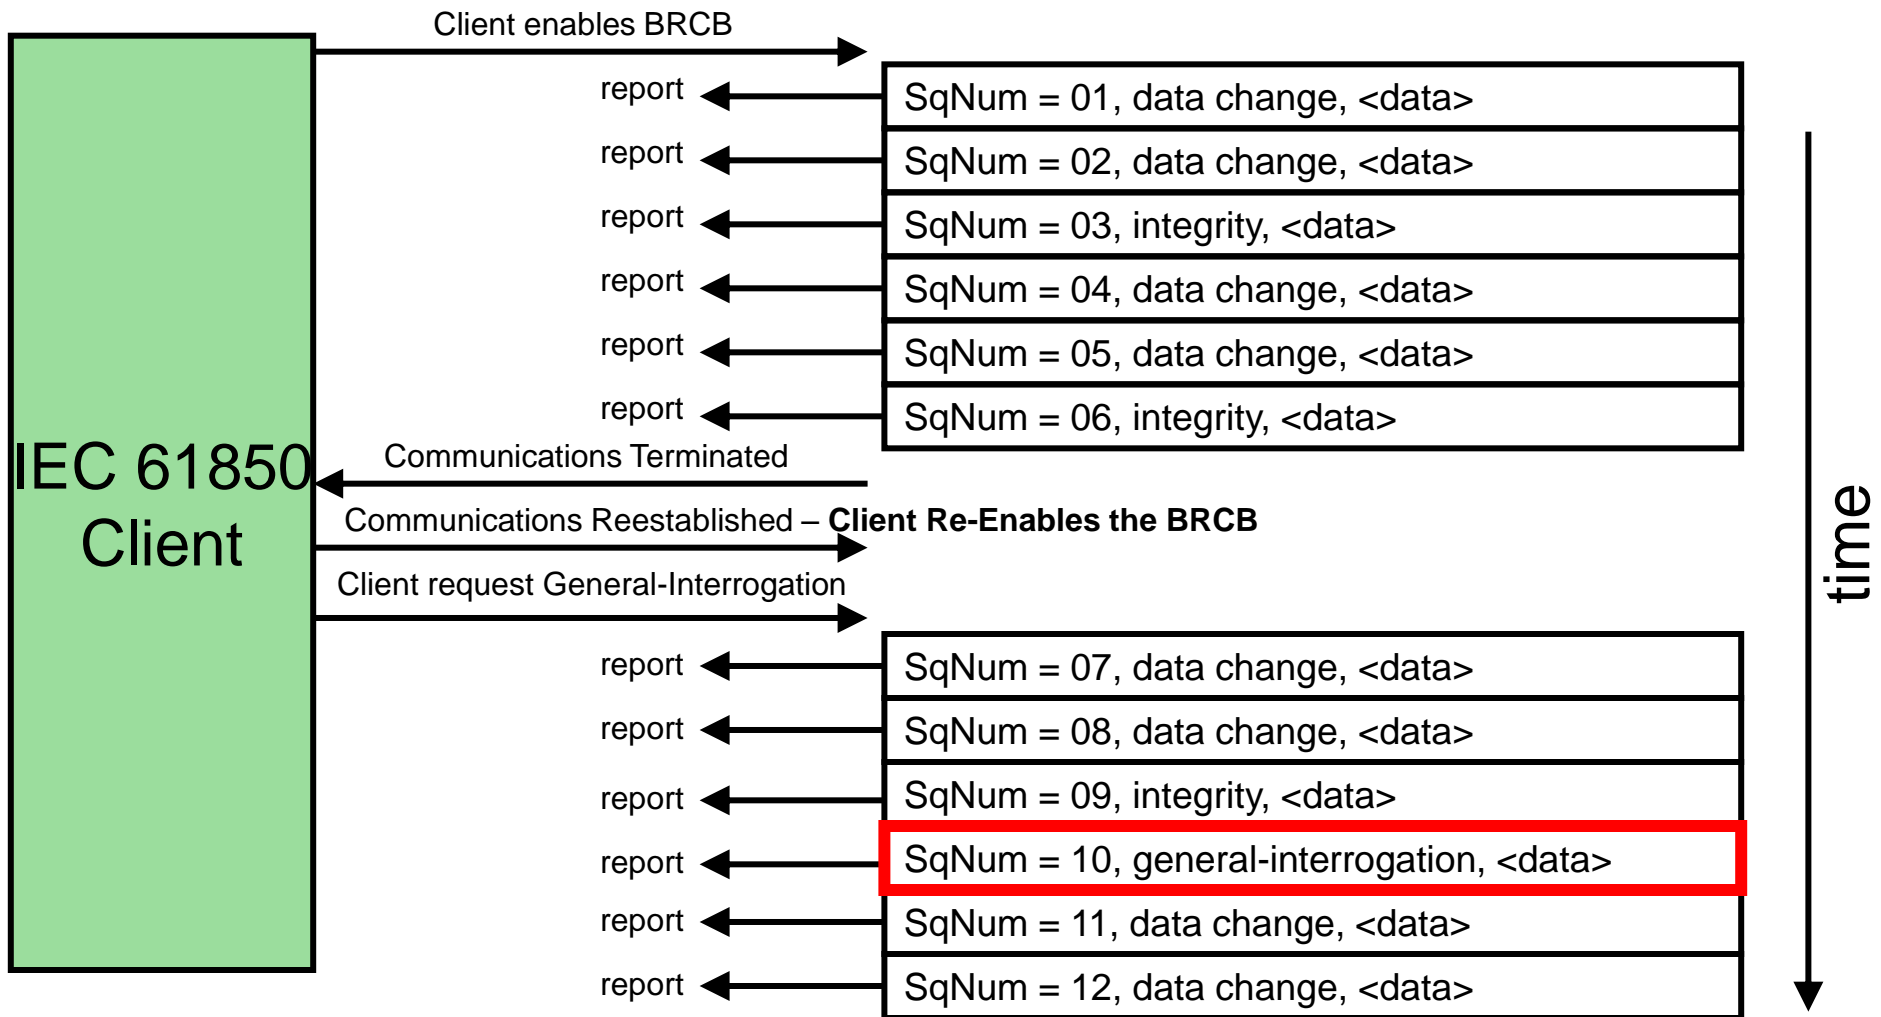 Client enables BRCB
report
SqNum = 01, data change, <data>
report
SqNum = 02, data change, <data>
report
SqNum = 03, integrity, <data>
report
SqNum = 04, data change, <data>
report
SqNum = 05, data change, <data>
report
SqNum = 06, integrity, <data>
IEC 61850
Client
Communications Terminated
Communications Reestablished – Client Re-Enables the BRCB
Client request General-Interrogation
time
report
SqNum = 07, data change, <data>
report
SqNum = 08, data change, <data>
report
SqNum = 09, integrity, <data>
report
SqNum = 10, general-interrogation, <data>
report
SqNum = 11, data change, <data>
report
SqNum = 12, data change, <data>